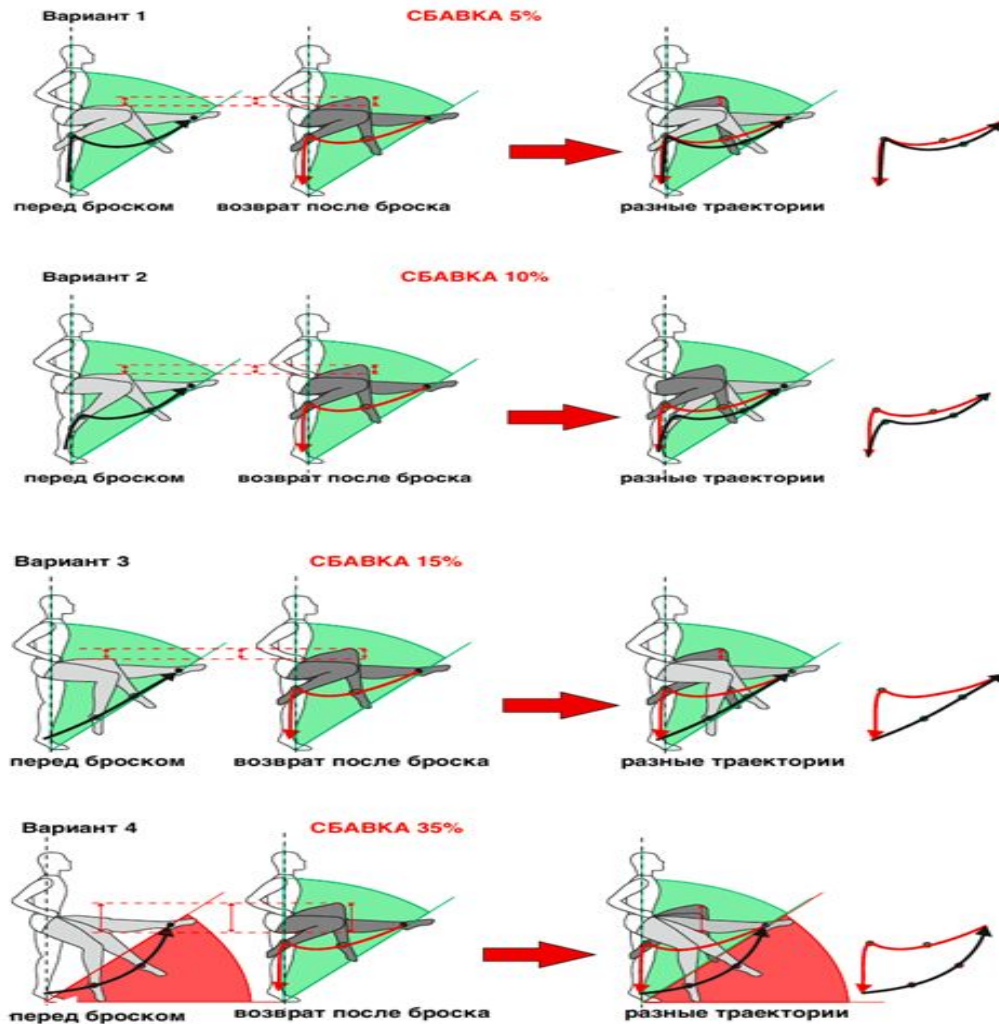 Вариант 1 СБАВКА 5%
перед броском возврат после броска разные траектории
Вариант 2 СБАВКА 10%
перед броском возврат после броска разные траектории
Вариант 3 СБАВКА 15%
перед броском возврат после броска разные траектории
Вариант 4 СБАВКА 35%
перед броском возврат после броска разные траектории